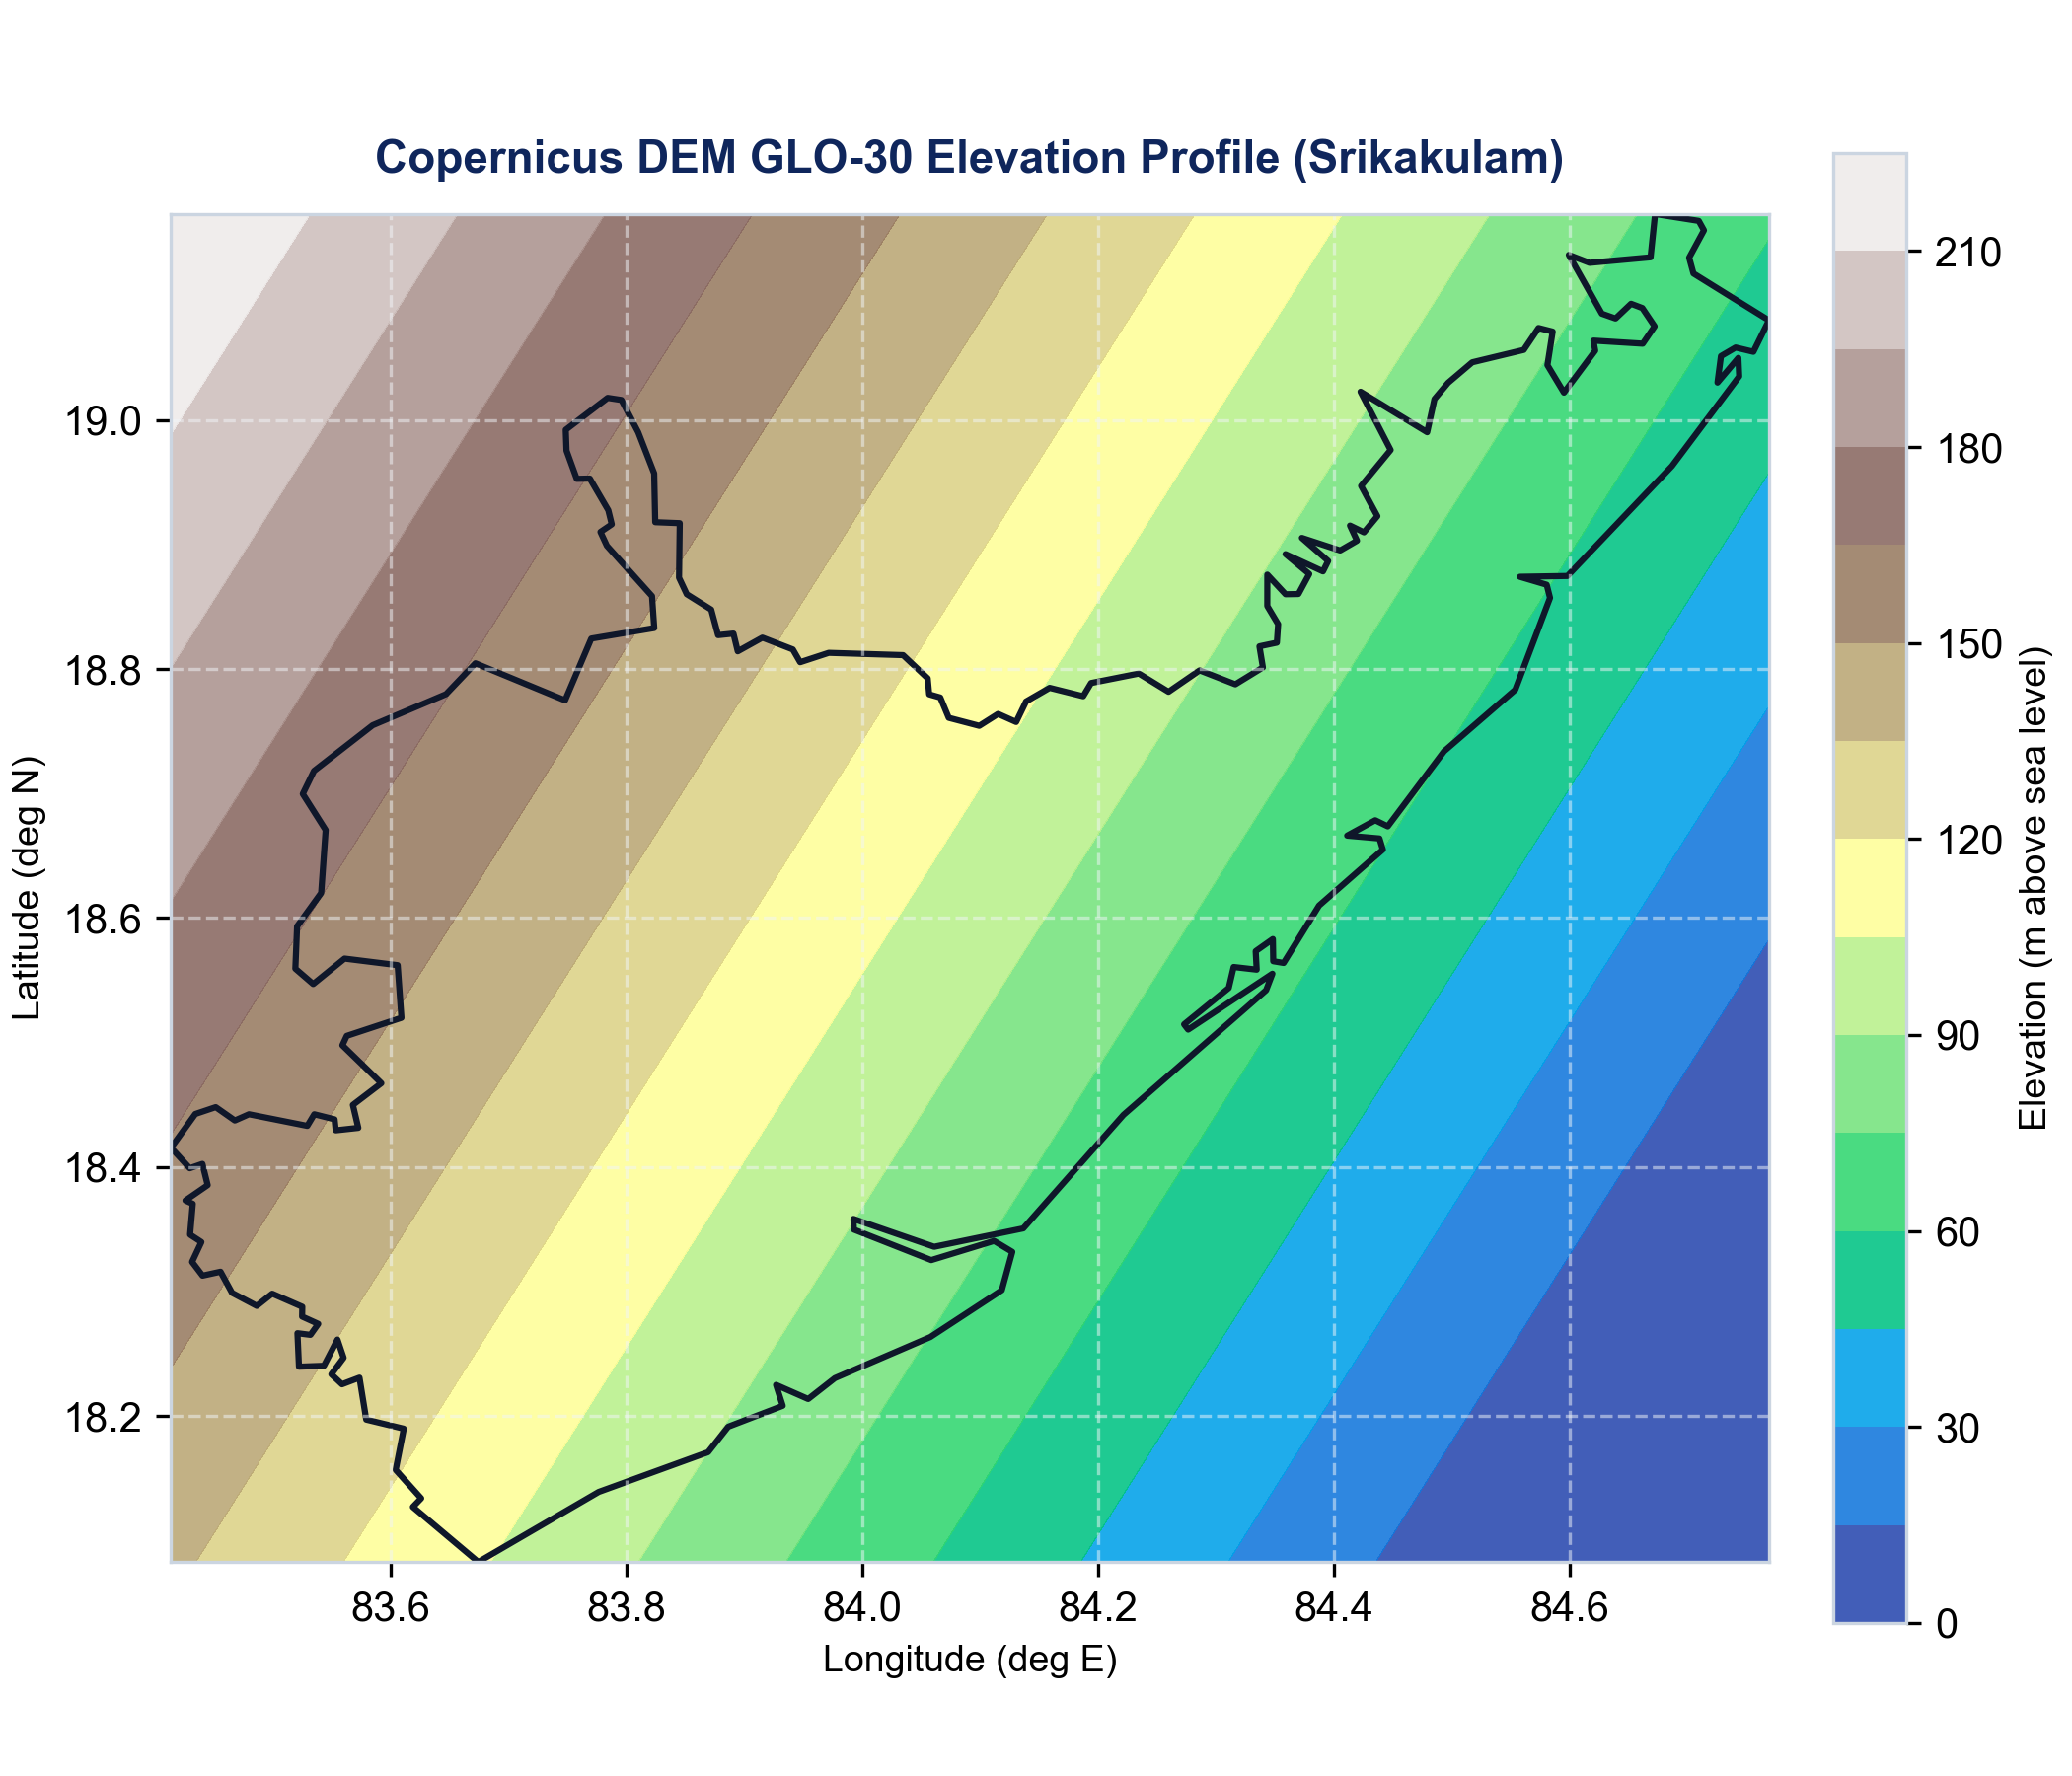 Copernicus DEM GLO-30 Elevation Profile (Srikakulam)
210
180
150
120
90
60
30
0
Elevation (m above sea level)
19.0
18.8
18.6
18.4
18.2
Latitude (deg N)
83.6 83.8 84.0 84.2 84.4 84.6
Longitude (deg E)